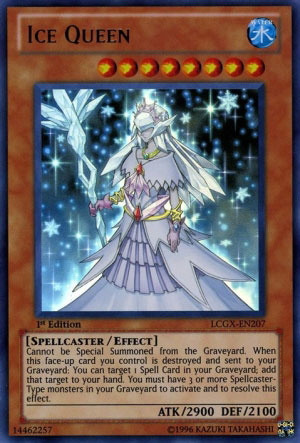 ICE QUEEN
WATER
水
1st Edition
LCGX-EN207
[SPELLCASTER / EFFECT]
Cannot be Special Summoned from the Graveyard. When
this face-up card you control is destroyed and sent to
your Graveyard: You can target 1 Spell Card in your Graveyard; add
that target to your hand. You must have 3 or more Spellcaster-
Type monsters in your Graveyard to activate and to resolve this
effect.
ATK/2900 DEF/2100
14462257
©1996 KAZUKI TAKAHASHI